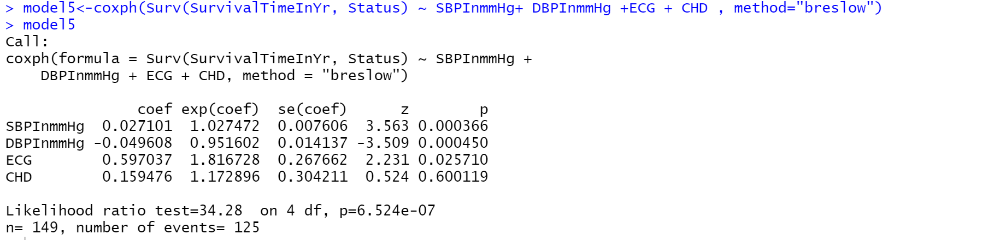 > model5<-coxph(Surv(SurvivalTimeInYr, Status) ~ SBPInmmHg+ DBPInmmHg +ECG + CHD , method="breslow")
> model5
Call:
coxph(formula = Surv(SurvivalTimeInYr, Status) ~ SBPInmmHg +
    DBPInmmHg + ECG + CHD, method = "breslow")
               coef exp(coef)  se(coef)      z        p
SBPInmmHg  0.027101  1.027472  0.007606  3.563 0.000366
DBPInmmHg -0.049608  0.951602  0.014137 -3.509 0.000450
ECG        0.597037  1.816728  0.267662  2.231 0.025710
CHD        0.159476  1.172896  0.304211  0.524 0.600119
Likelihood ratio test=34.28  on 4 df, p=6.524e-07
n= 149, number of events= 125